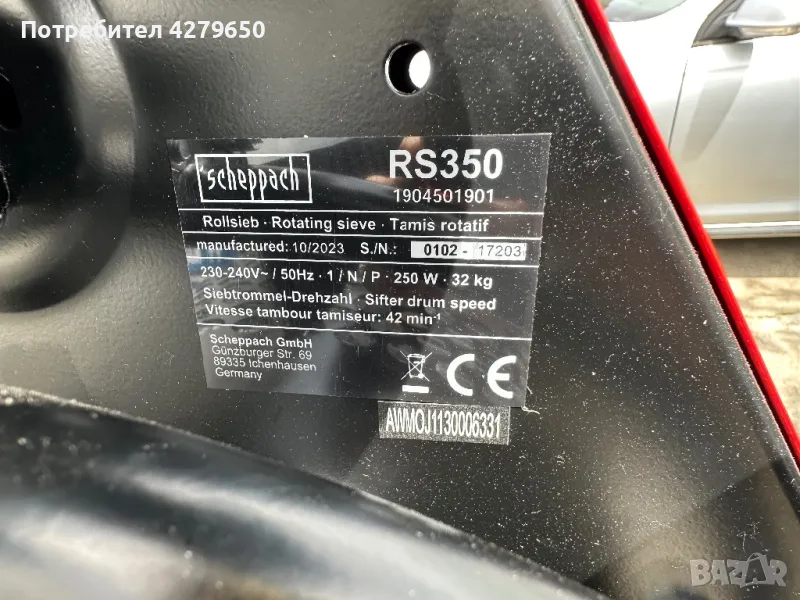 Потребител 4279650
scheppach
RS350
1904501901
Rollsieb · Rotating sieve · Tamis rotatif
manufactured: 10/2023 S./N.: 0102 - 17203
230-240V~ / 50Hz · 1 / N / P · 250 W · 32 kg
Siebtrommel-Drehzahl · Sifter drum speed
Vitesse tambour tamiseur: 42 min⁻¹
Scheppach GmbH
Günzburger Str. 69
89335 Ichenhausen
Germany
CE
AWMOJ1130006331
BAZAR